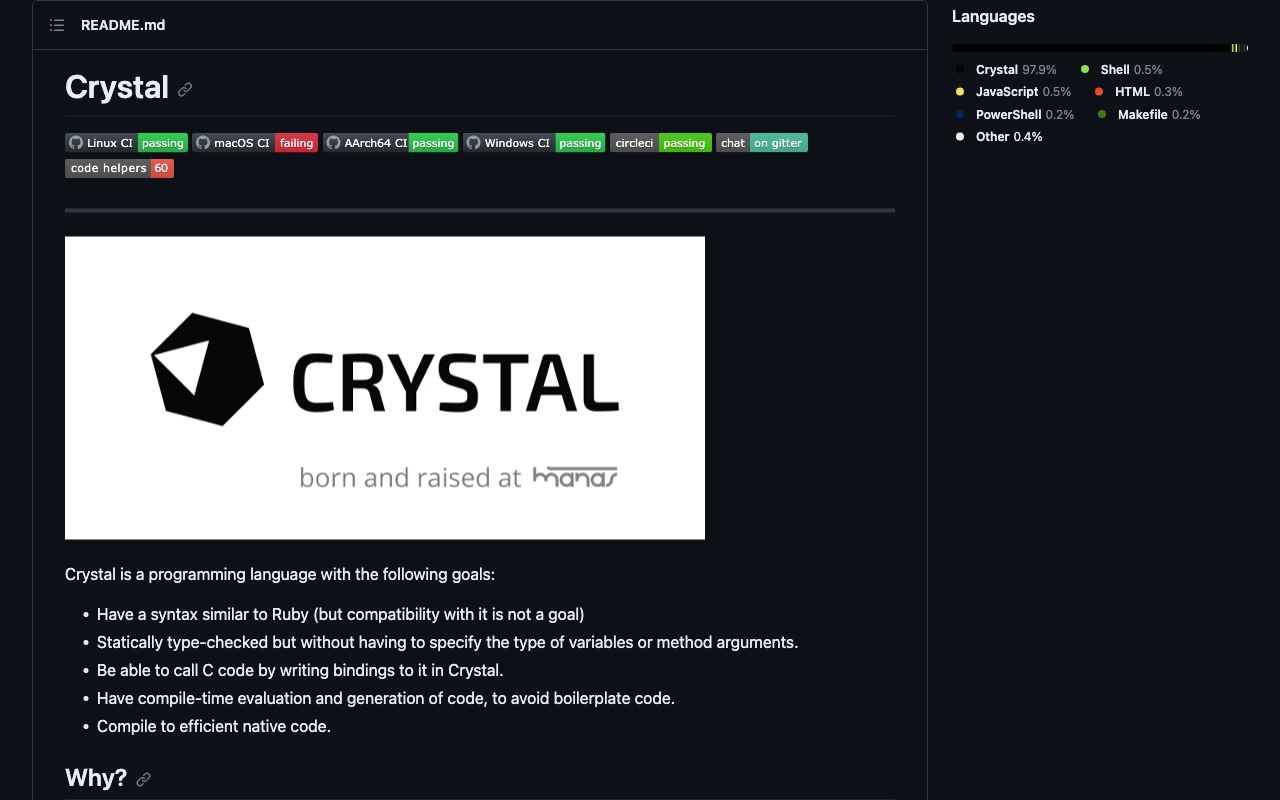 README.md
Crystal
Linux CI passing macOS CI failing AArch64 CI passing Windows CI passing circleci passing chat on gitter
code helpers 60
CRYSTAL
born and raised at manas
Crystal is a programming language with the following goals:
• Have a syntax similar to Ruby (but compatibility with it is not a goal)
• Statically type-checked but without having to specify the type of variables or method arguments.
• Be able to call C code by writing bindings to it in Crystal.
• Have compile-time evaluation and generation of code, to avoid boilerplate code.
• Compile to efficient native code.
Why?
Languages
Crystal 97.9% Shell 0.5%
JavaScript 0.5% HTML 0.3%
PowerShell 0.2% Makefile 0.2%
Other 0.4%